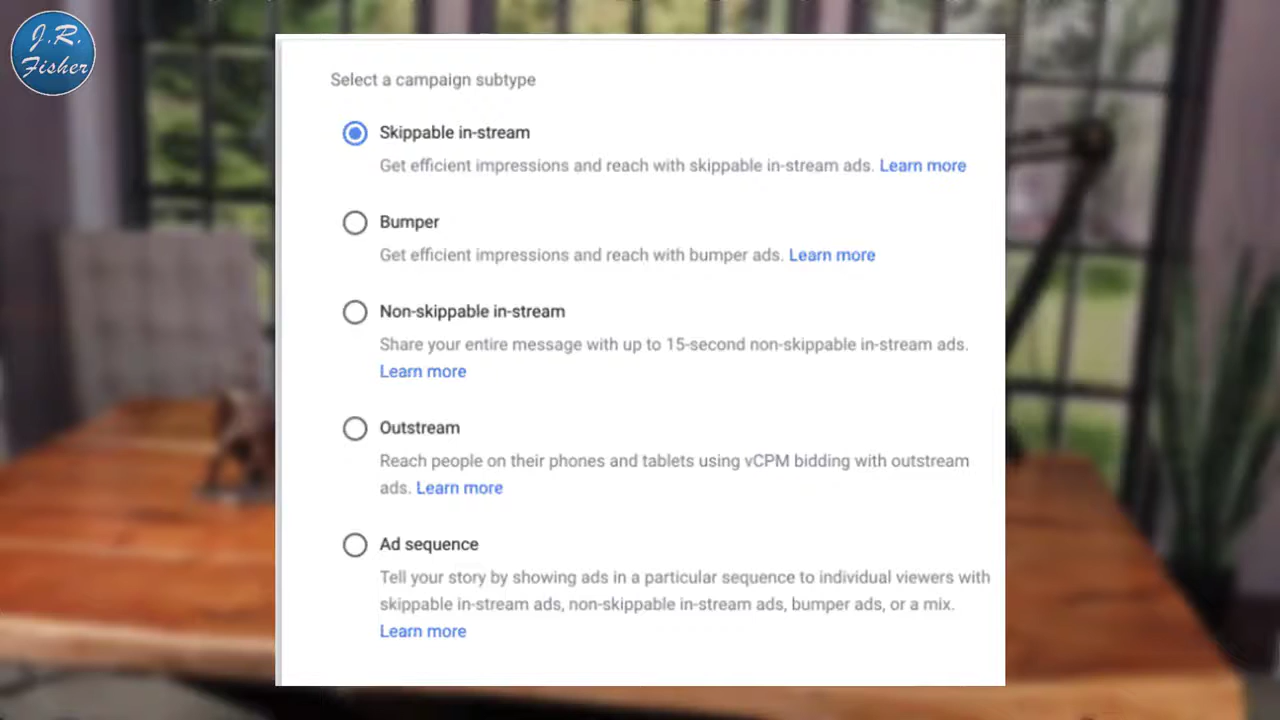 J.R.
Fisher
Select a campaign subtype
Skippable in-stream
Get efficient impressions and reach with skippable in-stream ads. Learn more
Bumper
Get efficient impressions and reach with bumper ads. Learn more
Non-skippable in-stream
Share your entire message with up to 15-second non-skippable in-stream ads.
Learn more
Outstream
Reach people on their phones and tablets using vCPM bidding with outstream
ads. Learn more
Ad sequence
Tell your story by showing ads in a particular sequence to individual viewers with
skippable in-stream ads, non-skippable in-stream ads, bumper ads, or a mix.
Learn more